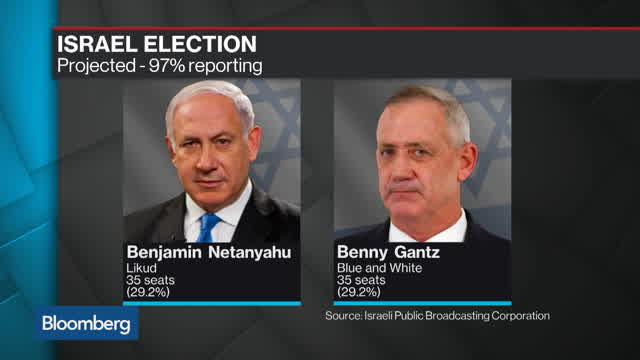 ISRAEL ELECTION
Projected - 97% reporting
Benjamin Netanyahu
Likud
35 seats
(29.2%)
Benny Gantz
Blue and White
35 seats
(29.2%)
Source: Israeli Public Broadcasting Corporation
Bloomberg